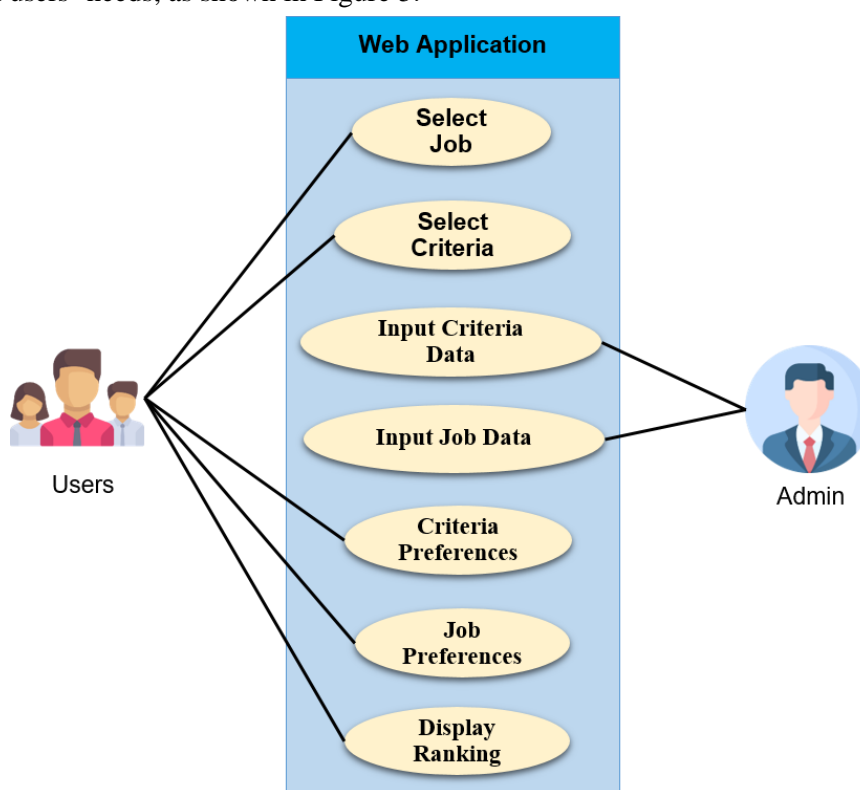 users' needs, as shown in Figure
Web Application
Select
Job
Select
Criteria
Input Criteria
Data
Input Job Data
Users
Admin
Criteria
Preferences
Job
Preferences
Display
Ranking